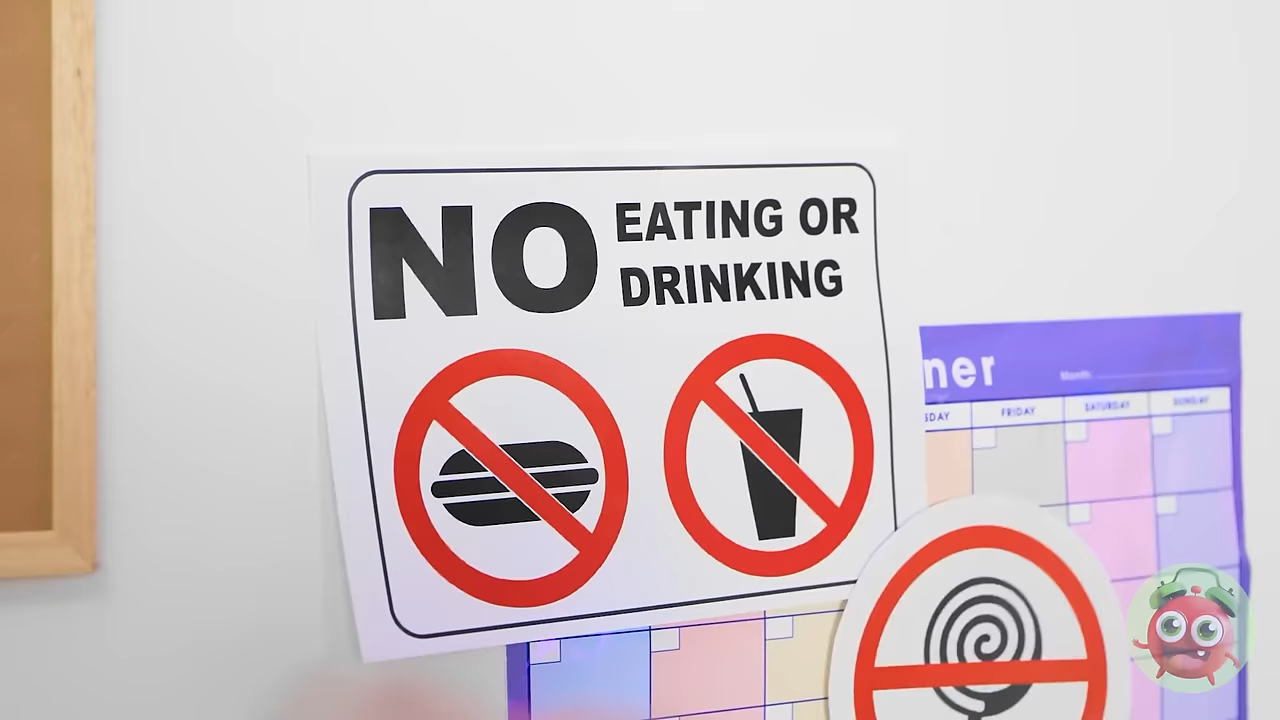 NO EATING OR
DRINKING
ner
Month:
SDAY FRIDAY SATURDAY SUNDAY